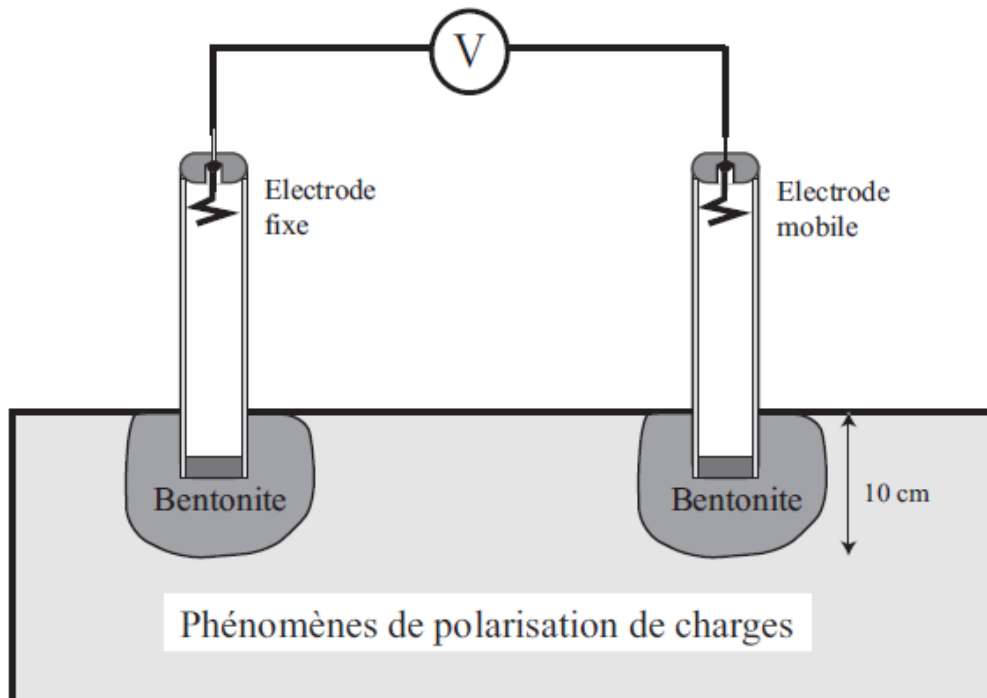 V
Electrode
fixe
Electrode
mobile
Bentonite
Bentonite
10 cm
Phénomènes de polarisation de charges